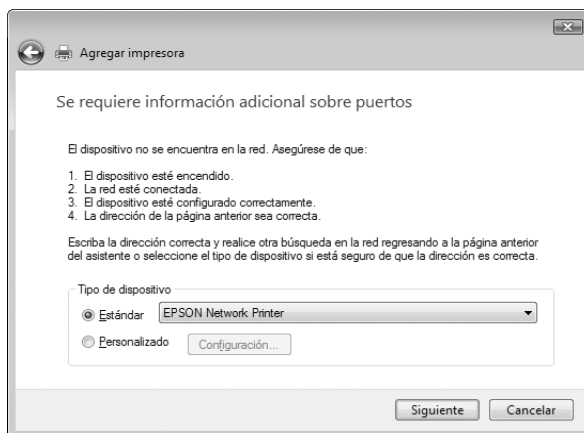 Agregar impresora
Se requiere información adicional sobre puertos
El dispositivo no se encuentra en la red. Asegúrese de que:
1. El dispositivo esté encendido.
2. La red esté conectada.
3. El dispositivo esté configurado correctamente.
4. La dirección de la página anterior sea correcta.
Escriba la dirección correcta y realice otra búsqueda en la red regresando a la página anterior
del asistente o seleccione el tipo de dispositivo si está seguro de que la dirección es correcta.
Tipo de dispositivo
Estándar EPSON Network Printer
Personalizado Configuración...
Siguiente Cancelar